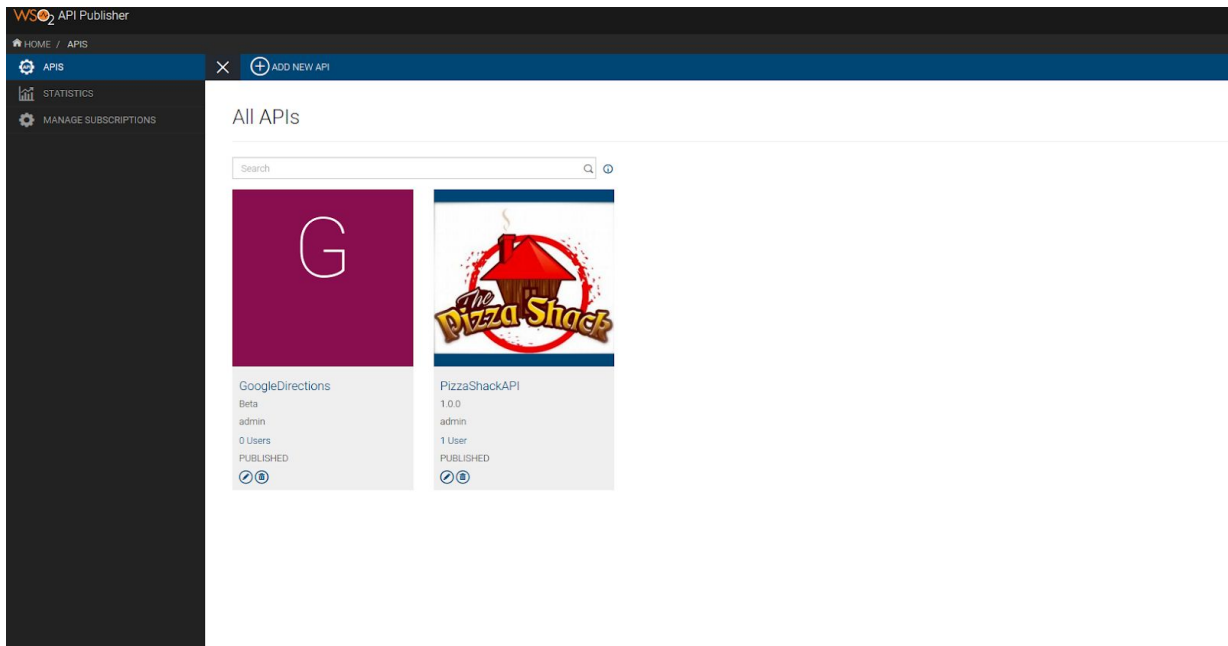 WSO2 API Publisher
HOME / APIS
APIS
ADD NEW API
STATISTICS
MANAGE SUBSCRIPTIONS
All APIs
Search
G
The
Pizza Shack
GoogleDirections
Beta
admin
0 Users
PUBLISHED
PizzaShackAPI
1.0.0
admin
1 User
PUBLISHED